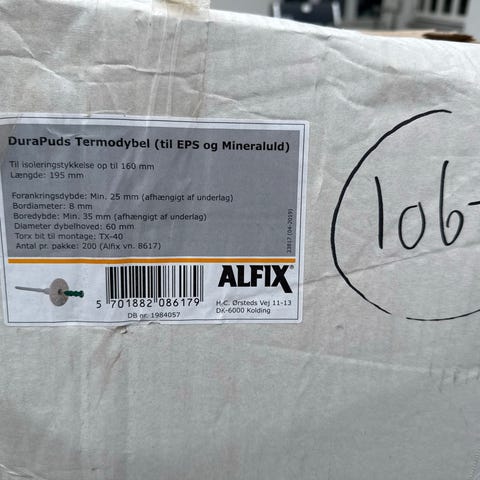 DuraPuds Termodybel (til EPS og Mineraluld)
Til isoleringstykkelse op til 160 mm
Længde: 195 mm
Forankringsdybde: Min. 25 mm (afhængigt af underlag)
Bordiameter: 8 mm
Boredybde: Min. 35 mm (afhængigt af underlag)
Diameter dybelhoved: 60 mm
Torx bit til montage: TX-40
Antal pr. pakke: 200 (Alfix vn. 8617)
23817 (04-2019)
ALFIX®
5 701882 086179
DB nr. 1984057
H.C. Ørsteds Vej 11-13
DK-6000 Kolding
106-